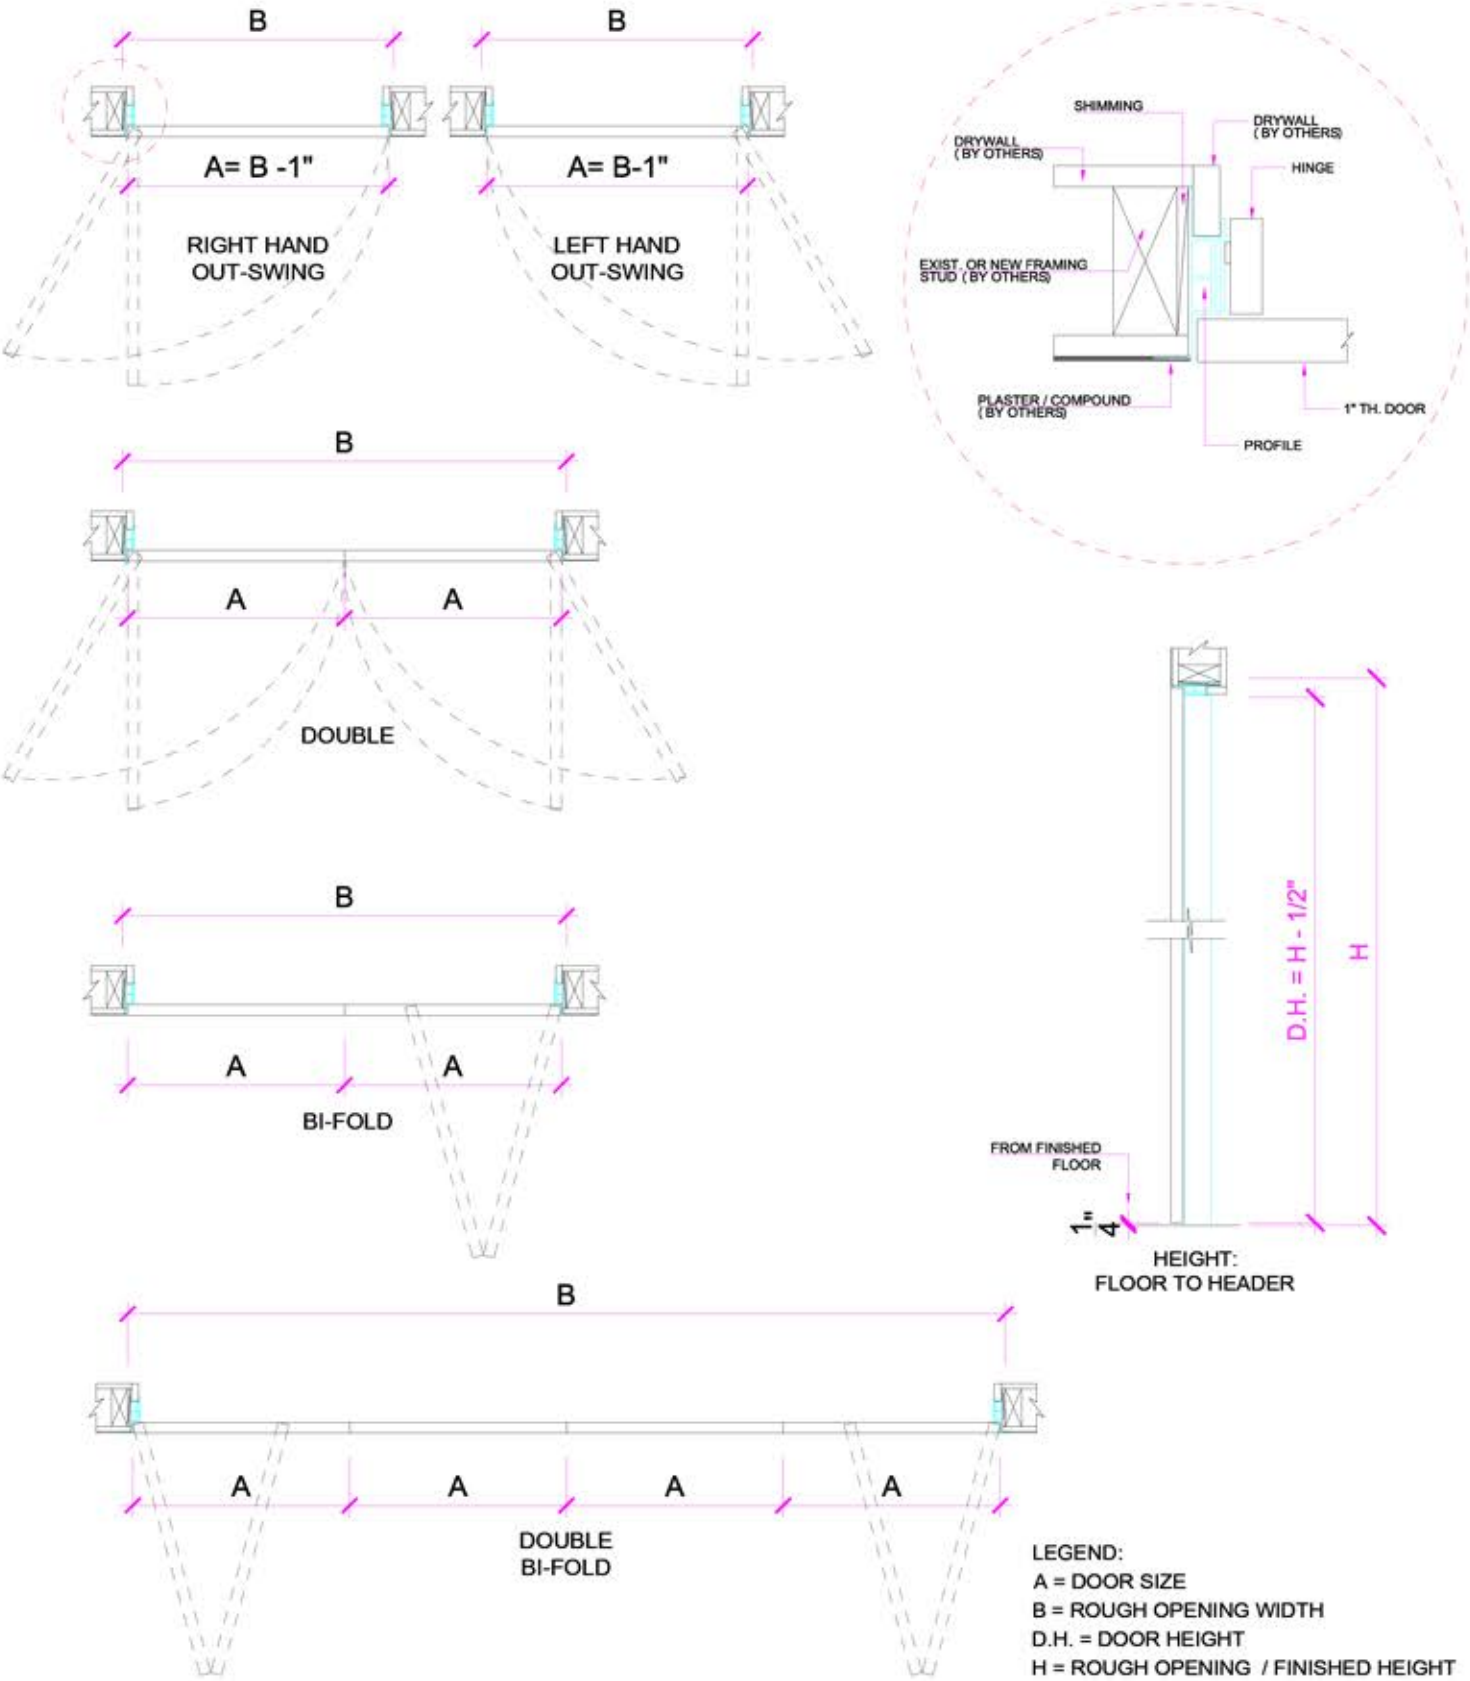 B
B
A= B -1"
A= B-1"
RIGHT HAND
OUT-SWING
LEFT HAND
OUT-SWING
SHIMMING
DRYWALL
( BY OTHERS)
DRYWALL
( BY OTHERS)
HINGE
EXIST. OR NEW FRAMING
STUD ( BY OTHERS)
PLASTER / COMPOUND
( BY OTHERS)
1" TH. DOOR
PROFILE
B
A
A
DOUBLE
B
A
A
BI-FOLD
D.H. = H - 1/2"
H
FROM FINISHED
FLOOR
1"
4
HEIGHT:
FLOOR TO HEADER
B
A
A
A
A
DOUBLE
BI-FOLD
LEGEND:
A = DOOR SIZE
B = ROUGH OPENING WIDTH
D.H. = DOOR HEIGHT
H = ROUGH OPENING / FINISHED HEIGHT